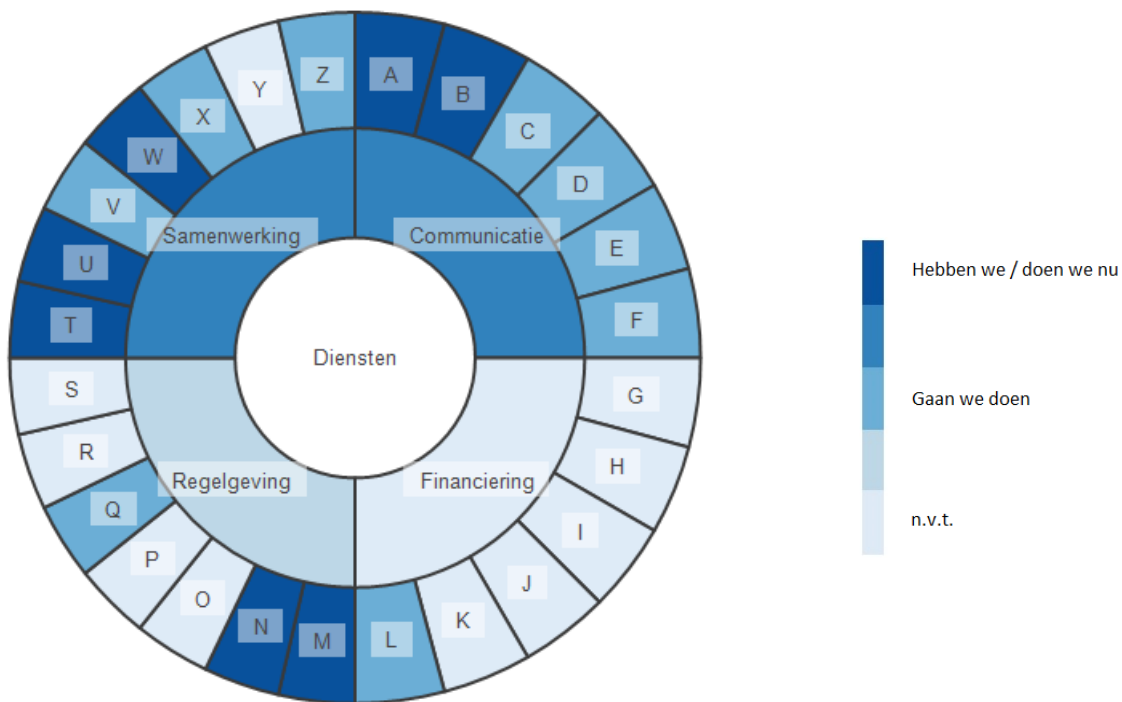 A
B
C
D
E
F
G
H
I
J
K
L
M
N
O
P
Q
R
S
T
U
V
W
X
Y
Z
Samenwerking
Communicatie
Diensten
Regelgeving
Financiering
Hebben we / doen we nu
Gaan we doen
n.v.t.